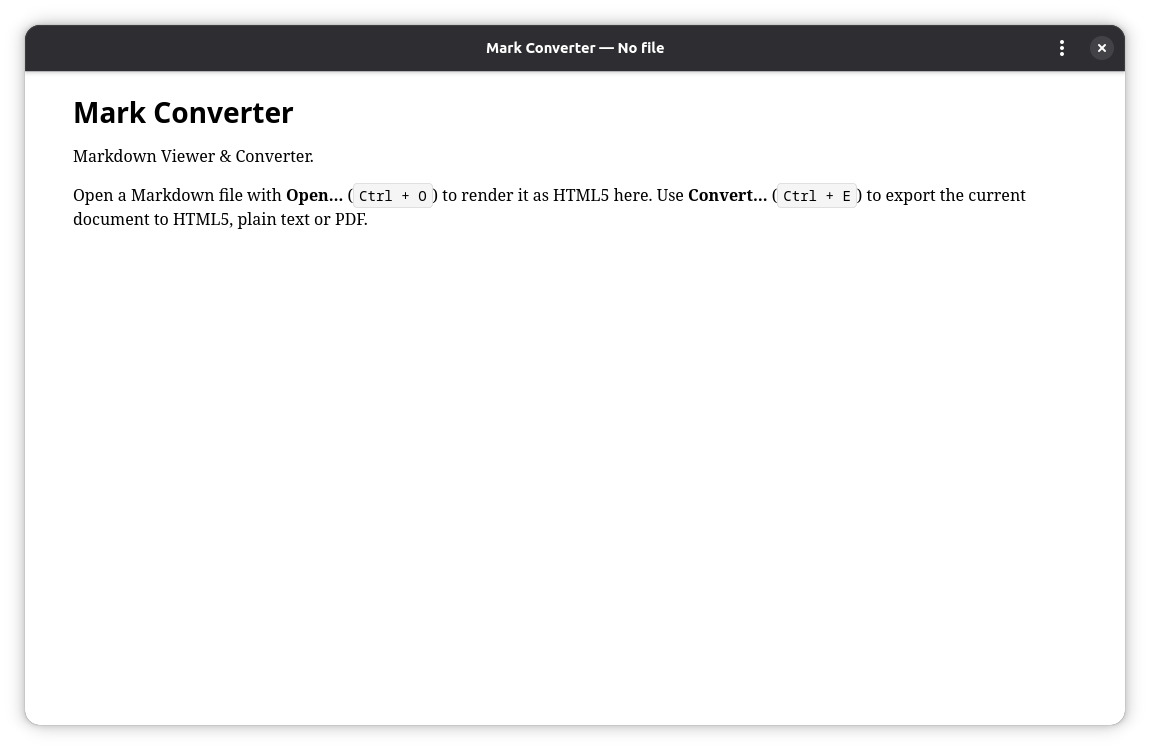 Mark Converter — No file
Mark Converter
Markdown Viewer & Converter.
Open a Markdown file with Open... (Ctrl + O) to render it as HTML5 here. Use Convert... (Ctrl + E) to export the current
document to HTML5, plain text or PDF.